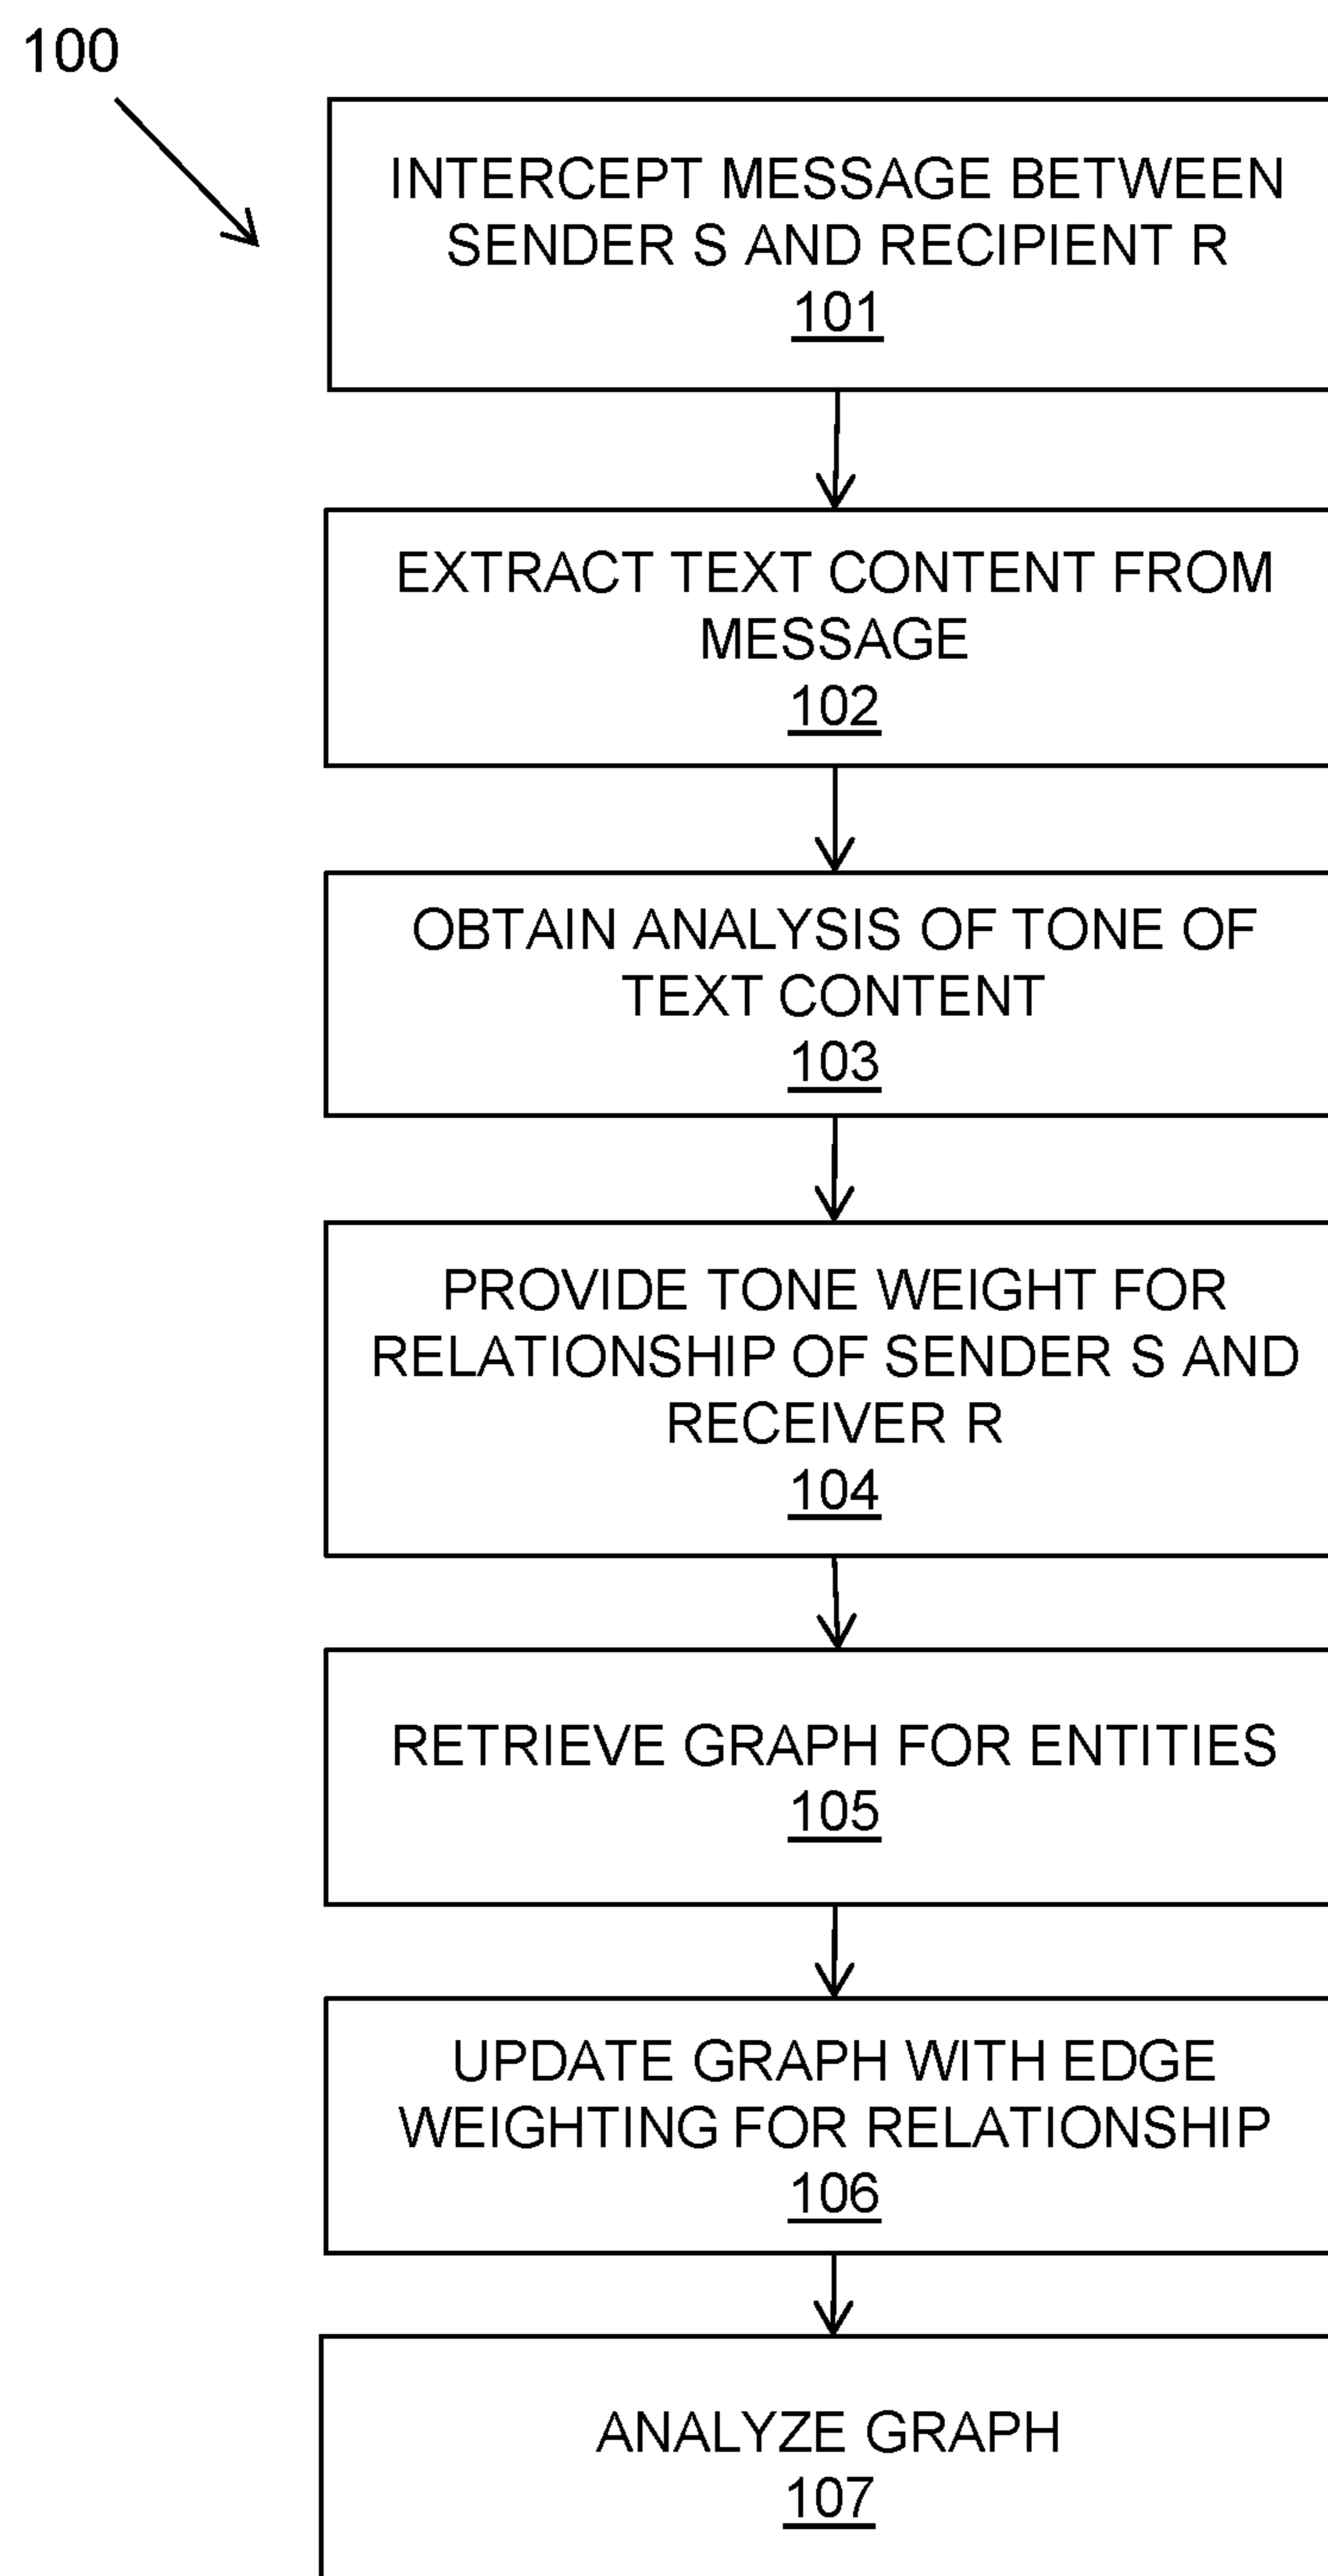 100
INTERCEPT MESSAGE BETWEEN
SENDER S AND RECIPIENT R
101
EXTRACT TEXT CONTENT FROM
MESSAGE
102
OBTAIN ANALYSIS OF TONE OF
TEXT CONTENT
103
PROVIDE TONE WEIGHT FOR
RELATIONSHIP OF SENDER S AND
RECEIVER R
104
RETRIEVE GRAPH FOR ENTITIES
105
UPDATE GRAPH WITH EDGE
WEIGHTING FOR RELATIONSHIP
106
ANALYZE GRAPH
107